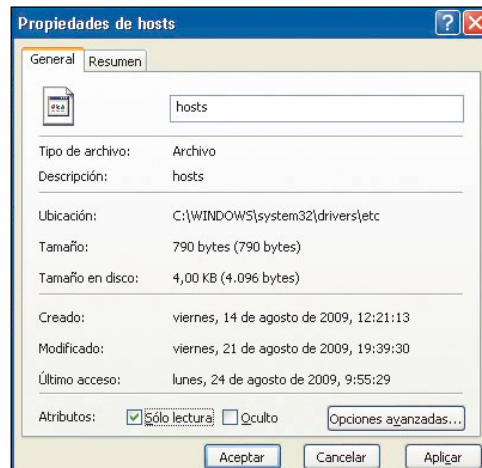 Propiedades de hosts
General Resumen
hosts
Tipo de archivo: Archivo
Descripción: hosts
Ubicación: C:\WINDOWS\system32\drivers\etc
Tamaño: 790 bytes (790 bytes)
Tamaño en disco: 4,00 KB (4.096 bytes)
Creado: viernes, 14 de agosto de 2009, 12:21:13
Modificado: viernes, 21 de agosto de 2009, 19:39:30
Último acceso: lunes, 24 de agosto de 2009, 9:55:29
Atributos: Sólo lectura Oculto Opciones avanzadas...
Aceptar Cancelar Aplicar